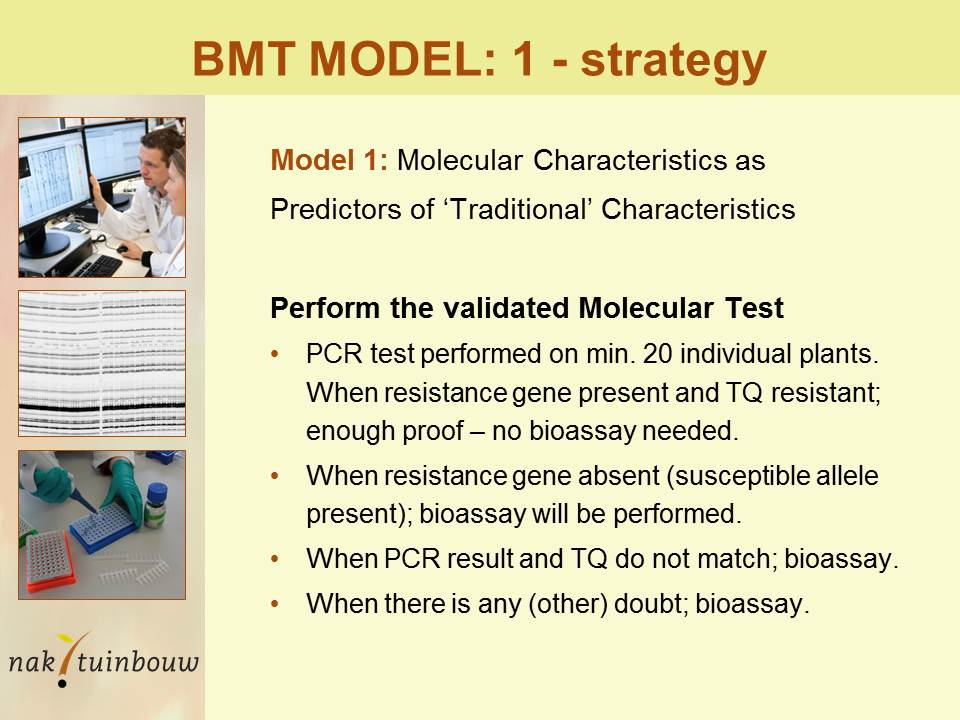 BMT MODEL: 1 - strategy
Model 1: Molecular Characteristics as
Predictors of ‘Traditional’ Characteristics
Perform the validated Molecular Test
• PCR test performed on min. 20 individual plants.
When resistance gene present and TQ resistant;
enough proof – no bioassay needed.
• When resistance gene absent (susceptible allele
present); bioassay will be performed.
• When PCR result and TQ do not match; bioassay.
• When there is any (other) doubt; bioassay.
nak tuinbouw